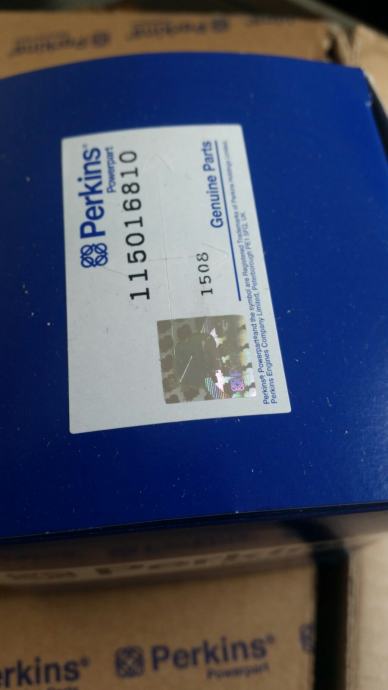 Perkins®
Powerpart
115016810
1508
Genuine Parts
Perkins® Powerpart® and the symbol are Registered Trademarks of Perkins Holdings Limited.
Perkins Engines Company Limited, Peterborough PE1 5FQ, UK
Perkins
rkins®
Perkins®
Powerpart